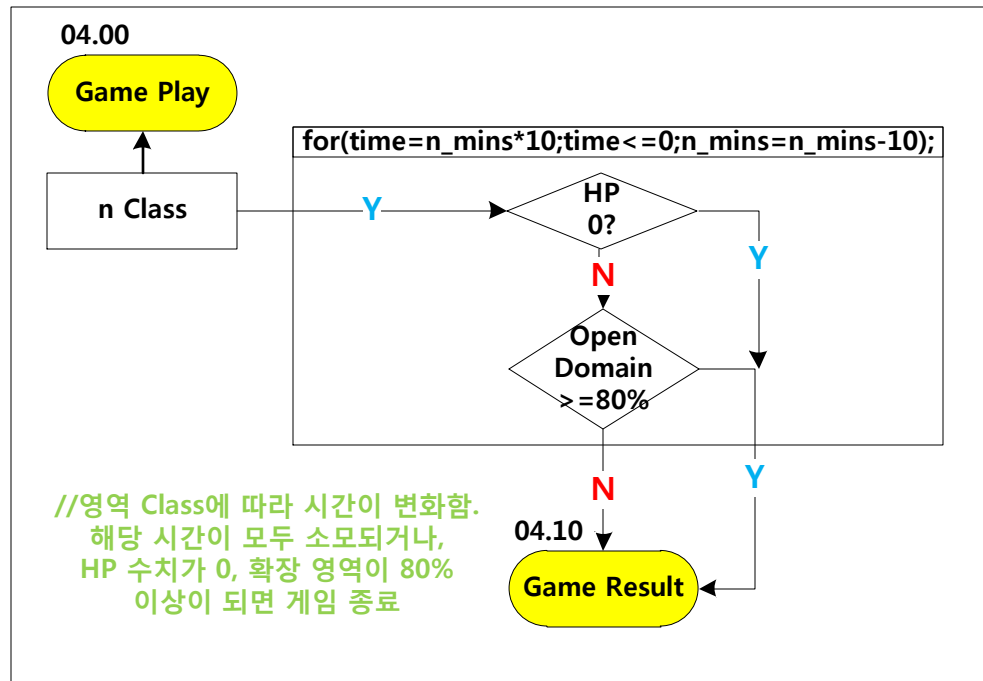 04.00
Game Play
for(time=n_mins*10;time<=0;n_mins=n_mins-10);
n Class
Y
HP
0?
Y
N
Open
Domain
>=80%
N
Y
//영역 Class에 따라 시간이 변화함.
해당 시간이 모두 소모되거나,
HP 수치가 0, 확장 영역이 80%
이상이 되면 게임 종료
04.10
Game Result